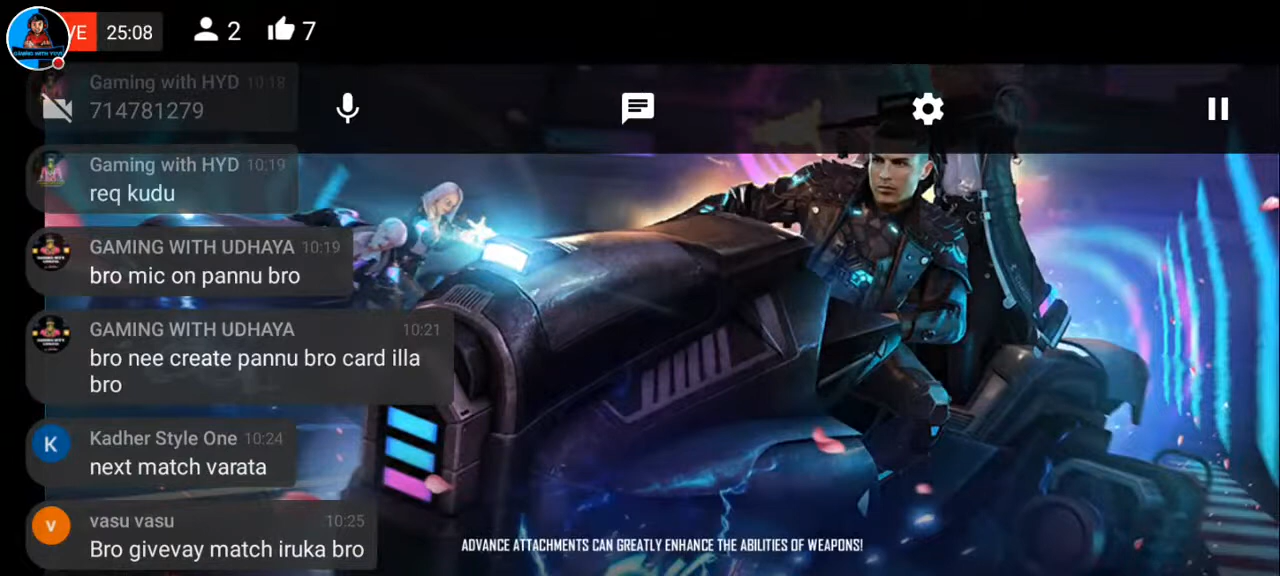 VE 25:08 2 7
Gaming with HYD 10:18
714781279
Gaming with HYD 10:19
req kudu
GAMING WITH UDHAYA 10:19
bro mic on pannu bro
GAMING WITH UDHAYA 10:21
bro nee create pannu bro card illa
bro
K
Kadher Style One 10:24
next match varata
v
vasu vasu 10:25
Bro givevay match iruka bro
ADVANCE ATTACHMENTS CAN GREATLY ENHANCE THE ABILITIES OF WEAPONS!